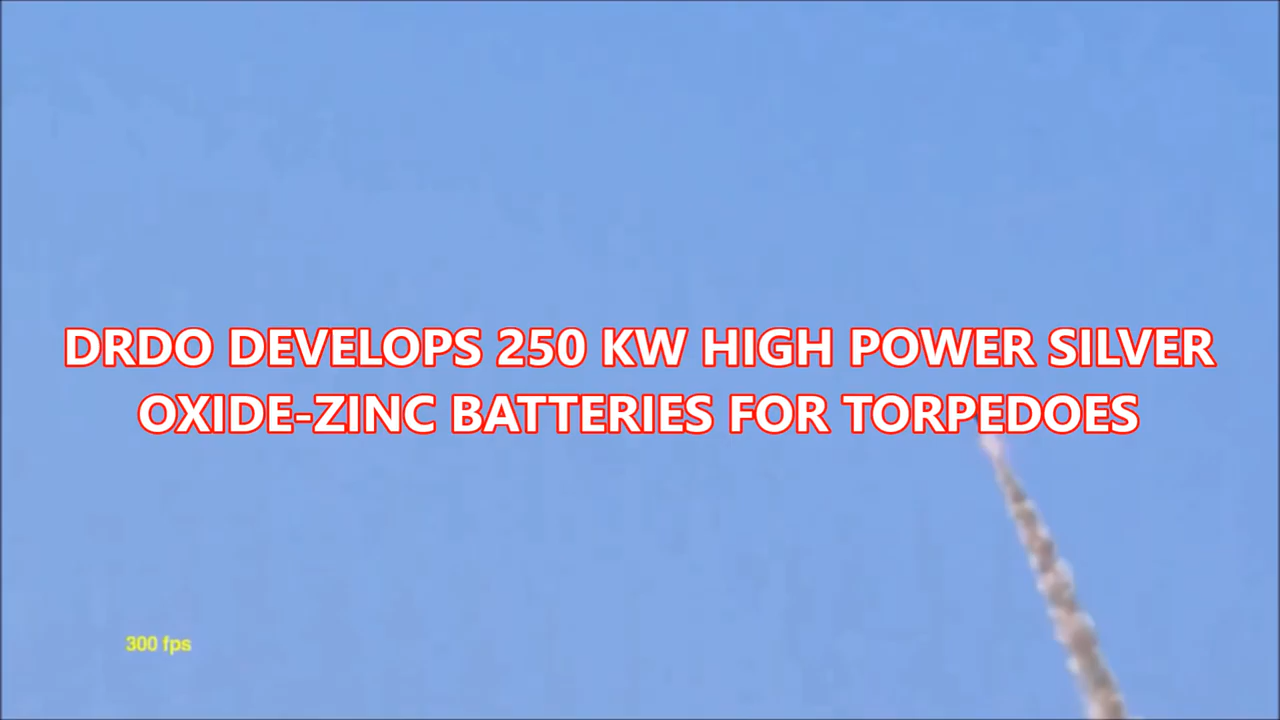 DRDO DEVELOPS 250 KW HIGH POWER SILVER
OXIDE-ZINC BATTERIES FOR TORPEDOES
300 fps